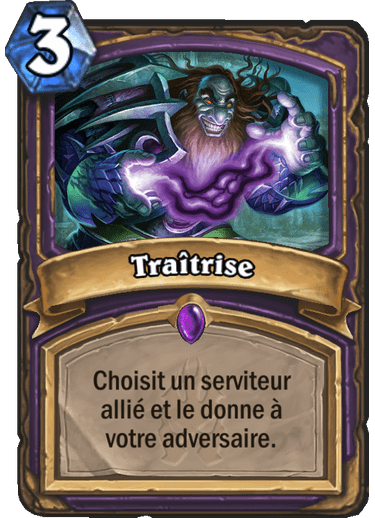 3
Traîtrise
Choisit un serviteur
allié et le donne à
votre adversaire.